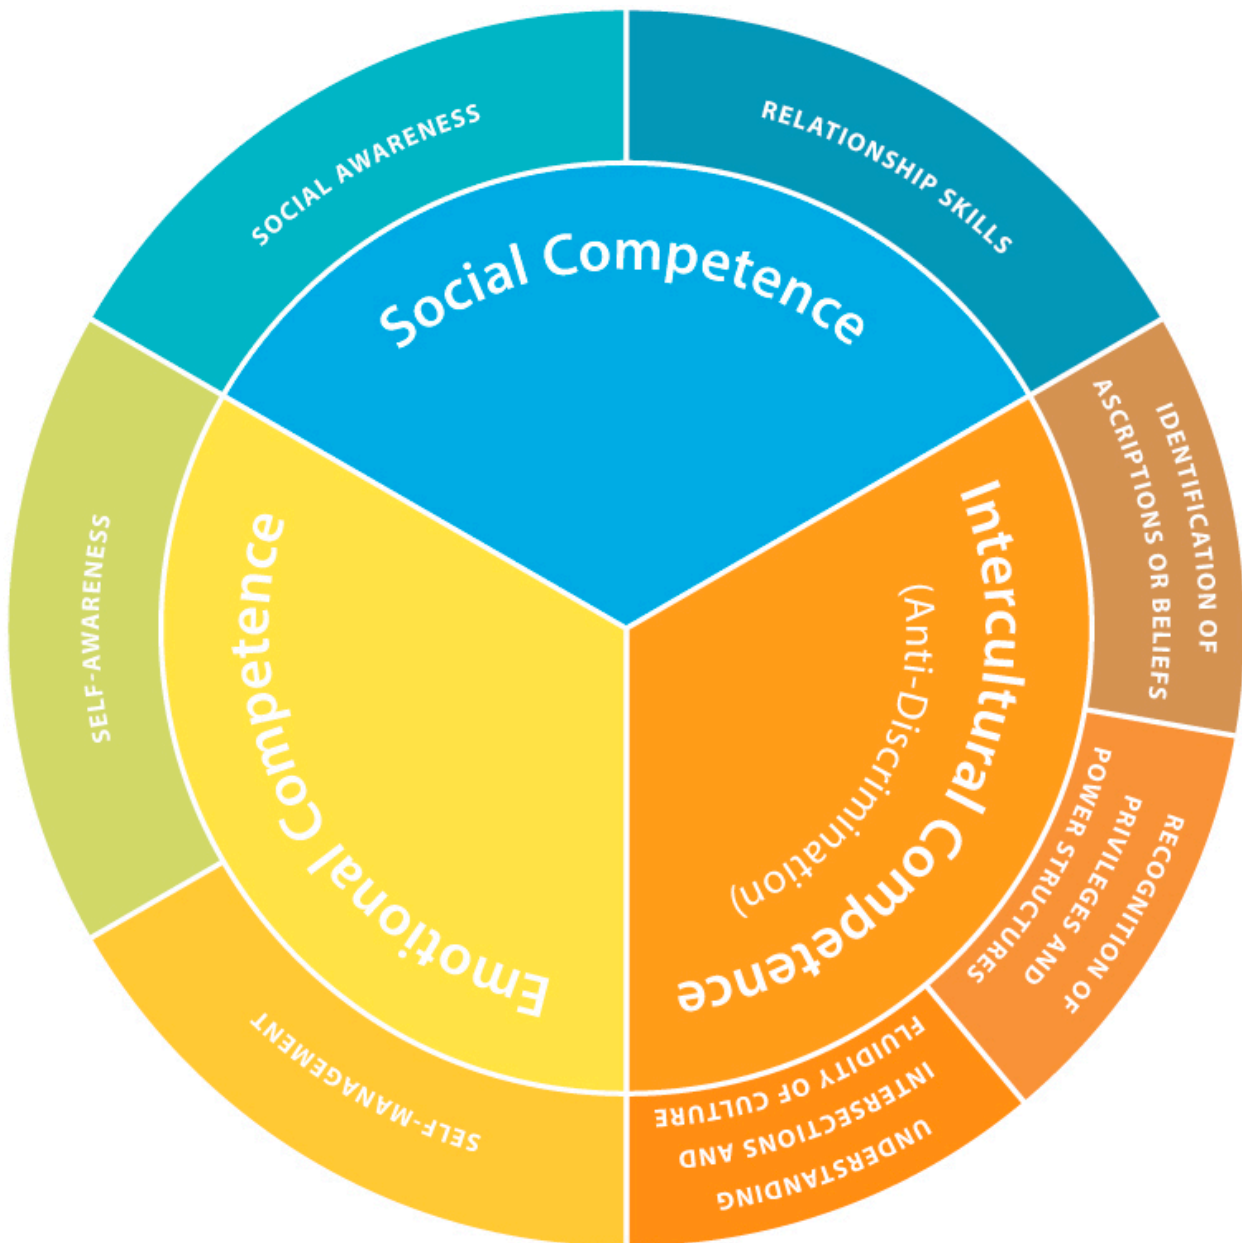 SOCIAL AWARENESS
RELATIONSHIP SKILLS
Social Competence
IDENTIFICATION OF
ASCRIPTIONS OR BELIEFS
Intercultural Competence
(Anti-Discrimination)
RECOGNITION OF
PRIVILEGES AND
POWER STRUCTURES
UNDERSTANDING
INTERSECTIONS AND
FLUIDITY OF CULTURE
Emotional Competence
SELF-AWARENESS
SELF-MANAGEMENT